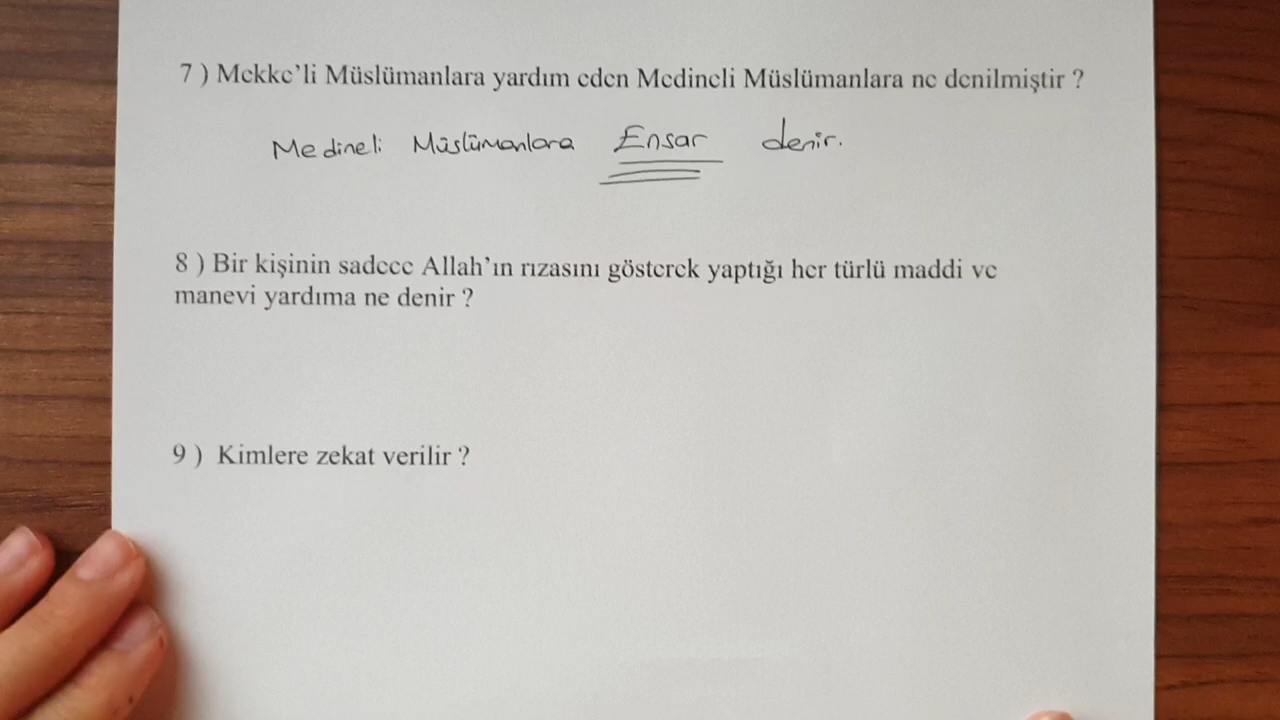 7 ) Mekke’li Müslümanlara yardım eden Medineli Müslümanlara ne denilmiştir ?
Medineli Müslümanlara Ensar denir.
8 ) Bir kişinin sadece Allah’ın rızasını gösterek yaptığı her türlü maddi ve
manevi yardıma ne denir ?
9 ) Kimlere zekat verilir ?